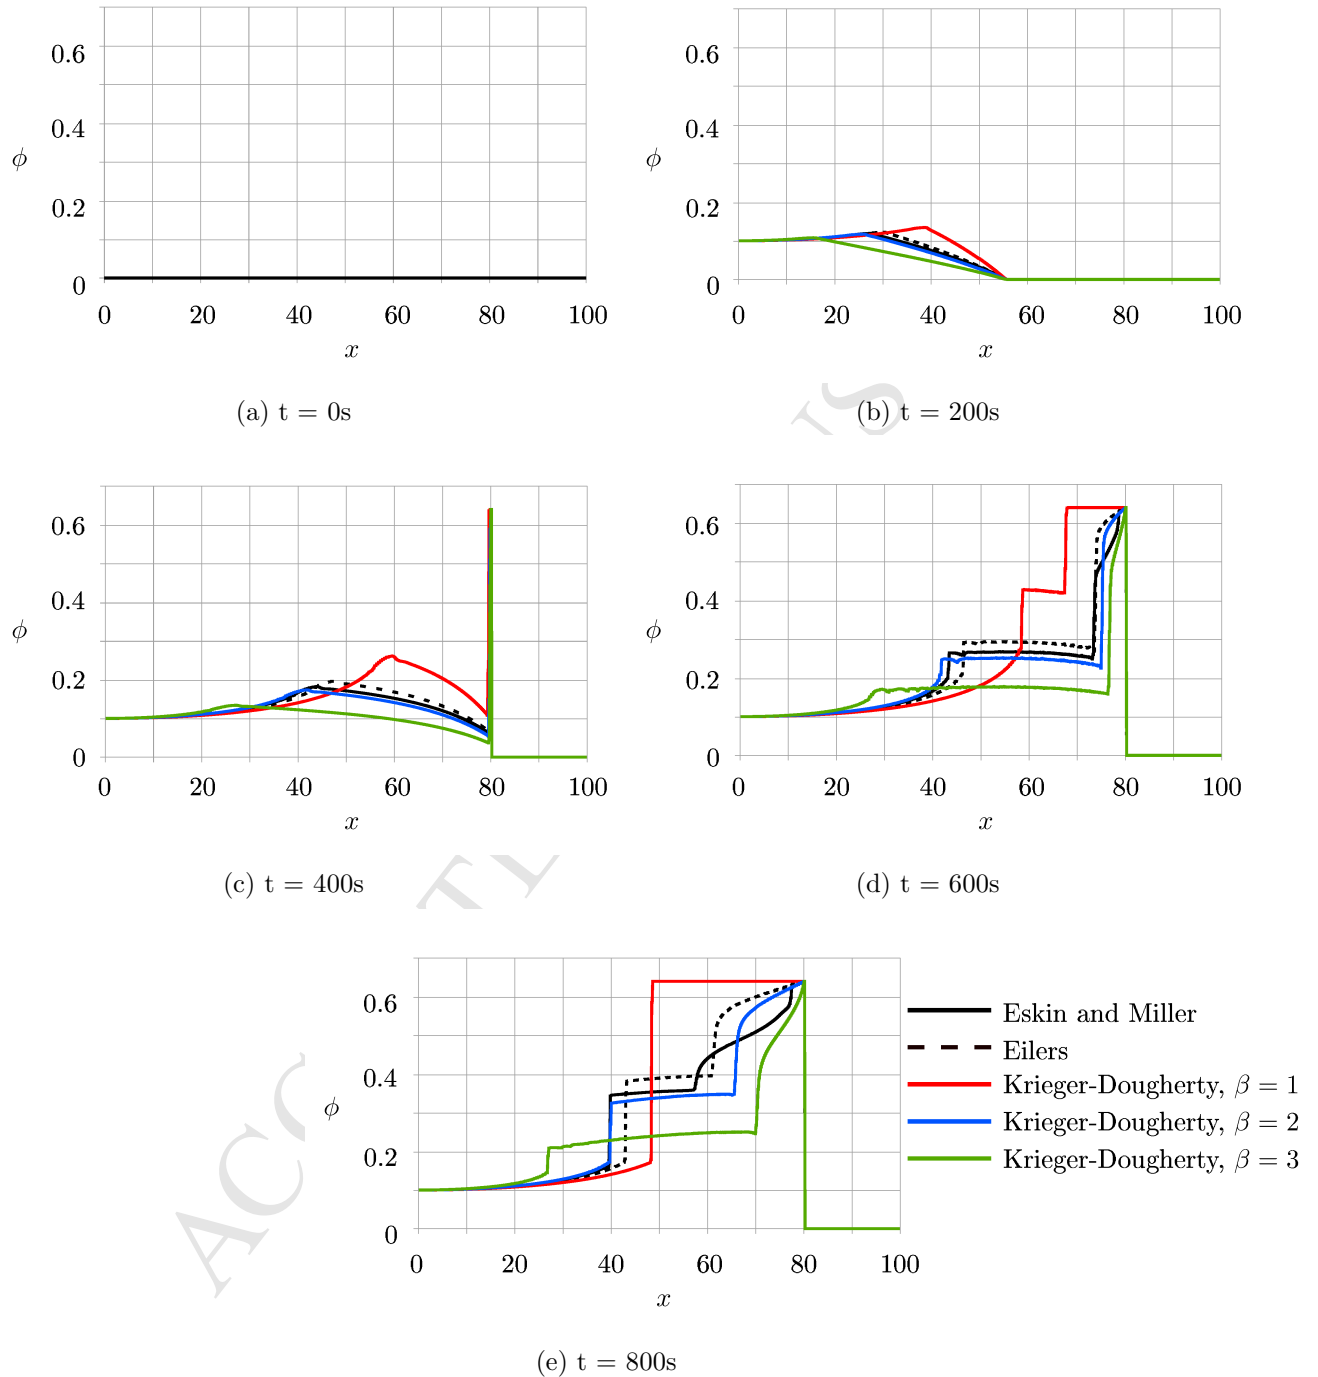 0.6
0.4
ϕ
0.2
0
0 20 40 60 80 100
x
(a) t = 0s
0.6
0.4
ϕ
0.2
0
0 20 40 60 80 100
x
(b) t = 200s
0.6
0.4
ϕ
0.2
0
0 20 40 60 80 100
x
(c) t = 400s
0.6
0.4
ϕ
0.2
0
0 20 40 60 80 100
x
(d) t = 600s
0.6
0.4
ϕ
0.2
0
0 20 40 60 80 100
x
Eskin and Miller
Eilers
Krieger-Dougherty, β = 1
Krieger-Dougherty, β = 2
Krieger-Dougherty, β = 3
(e) t = 800s